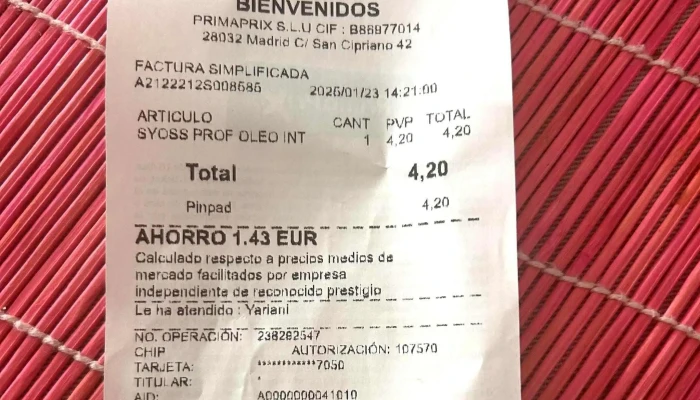 BIENVENIDOS
PRIMAPRIX S.L.U CIF : B86977014
28032 Madrid C/ San Cipriano 42
FACTURA SIMPLIFICADA
A2122212S008585 2026/01/23 14:21:00
ARTICULO CANT PVP TOTAL
SYOSS PROF OLEO INT 1 4,20 4,20
Total 4,20
Pinpad 4,20
AHORRO 1.43 EUR
Calculado respecto a precios medios de
mercado facilitados por empresa
independiente de reconocido prestigio
Le ha atendido : Yariani
NO. OPERACIÓN: 238282547
CHIP AUTORIZACIÓN: 107570
TARJETA: ************7050
TITULAR: .
AID: A0000000041010